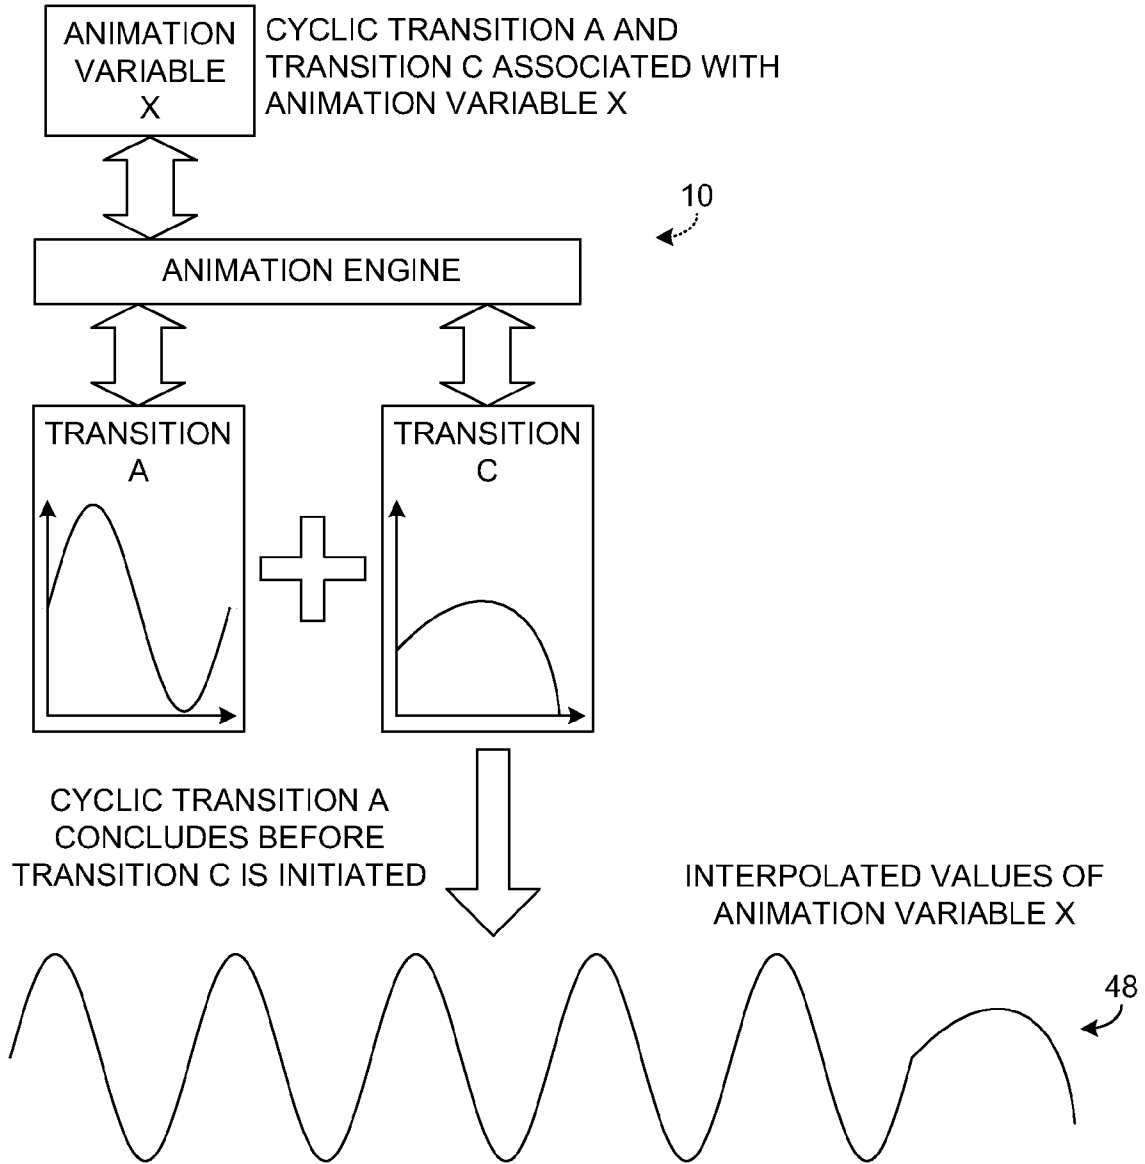 ANIMATION
VARIABLE
X
CYCLIC TRANSITION A AND
TRANSITION C ASSOCIATED WITH
ANIMATION VARIABLE X
10
ANIMATION ENGINE
TRANSITION
A
TRANSITION
C
CYCLIC TRANSITION A
CONCLUDES BEFORE
TRANSITION C IS INITIATED
INTERPOLATED VALUES OF
ANIMATION VARIABLE X
48